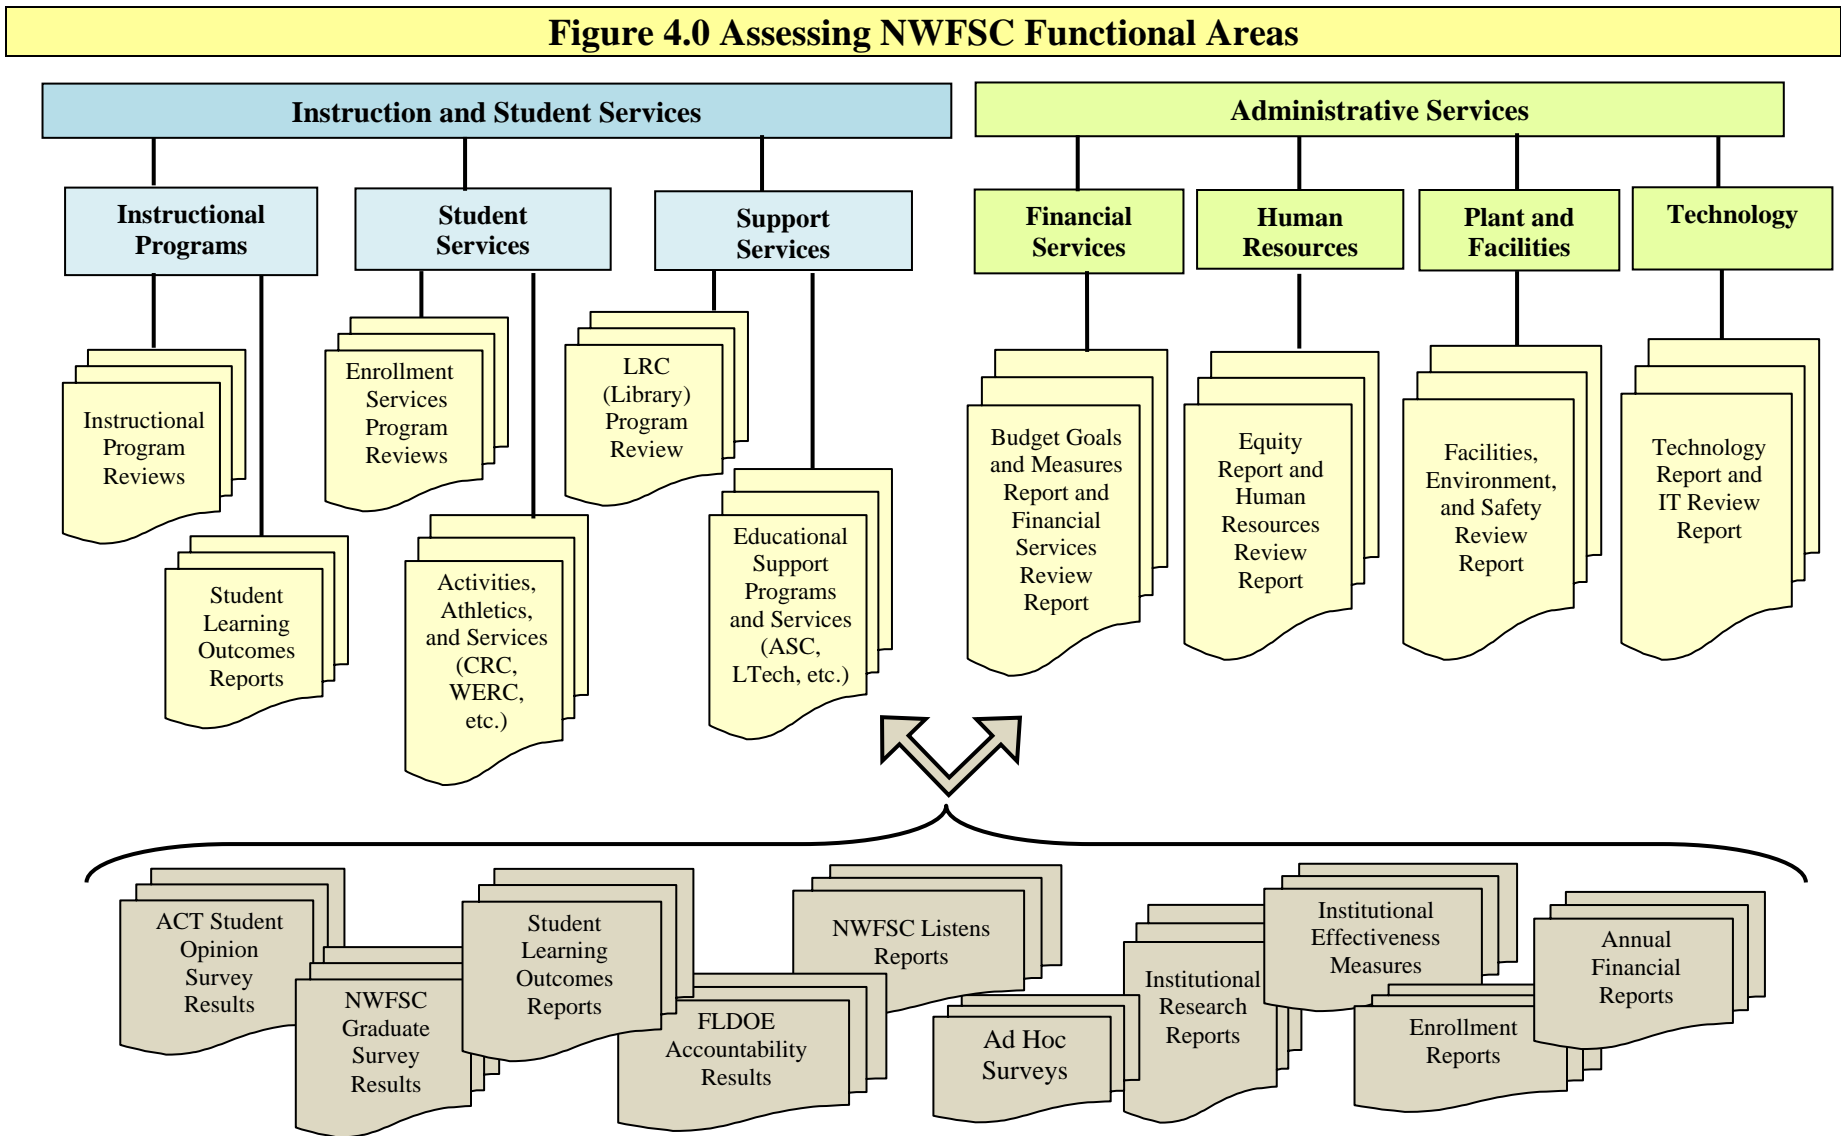 Figure 4.0 Assessing NWFSC Functional Areas
Instruction and Student Services
Administrative Services
Instructional
Programs
Student
Services
Support
Services
Financial
Services
Human
Resources
Plant and
Facilities
Technology
Instructional
Program
Reviews
Student
Learning
Outcomes
Reports
Enrollment
Services
Program
Reviews
Activities,
Athletics,
and Services
(CRC,
WERC,
etc.)
LRC
(Library)
Program
Review
Educational
Support
Programs
and Services
(ASC,
LTech, etc.)
Budget Goals
and Measures
Report and
Financial
Services
Review
Report
Equity
Report and
Human
Resources
Review
Report
Facilities,
Environment,
and Safety
Review
Report
Technology
Report and
IT Review
Report
ACT Student
Opinion
Survey
Results
NWFSC
Graduate
Survey
Results
Student
Learning
Outcomes
Reports
FLDOE
Accountability
Results
NWFSC Listens
Reports
Ad Hoc
Surveys
Institutional
Research
Reports
Institutional
Effectiveness
Measures
Enrollment
Reports
Annual
Financial
Reports